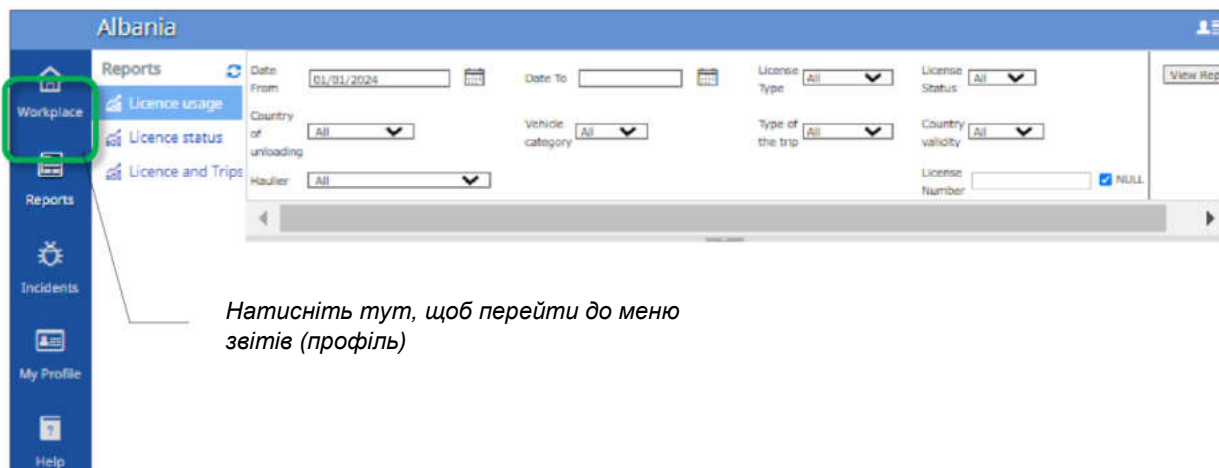 Albania
Workplace
Reports
Incidents
My Profile
Help
Reports
Licence usage
Licence status
Licence and Trips
Date From
01/01/2024
Date To
License Type
All
License Status
All
Country of unloading
All
Vehicle category
All
Type of the trip
All
Country validity
All
Haulier
All
License Number
NULL
View Rep
Натисніть тут, щоб перейти до меню
звітів (профіль)